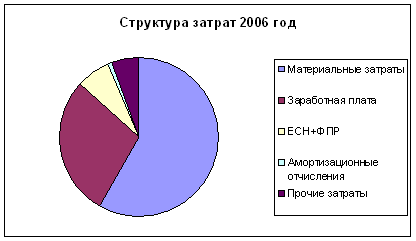 Структура затрат 2006 год
Материальные затраты
Заработная плата
ЕСН+ФПР
Амортизационные
отчисления
Прочие затраты